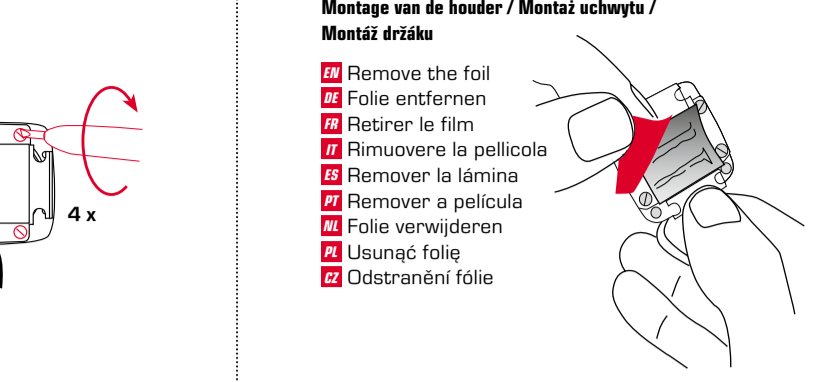 4 x
Montage van de houder / Montaż uchwytu /
Montáž držáku
EN Remove the foil
DE Folie entfernen
FR Retirer le film
IT Rimuovere la pellicola
ES Remover la lámina
PT Remover a película
NL Folie verwijderen
PL Usunąć folię
CZ Odstranění fólie